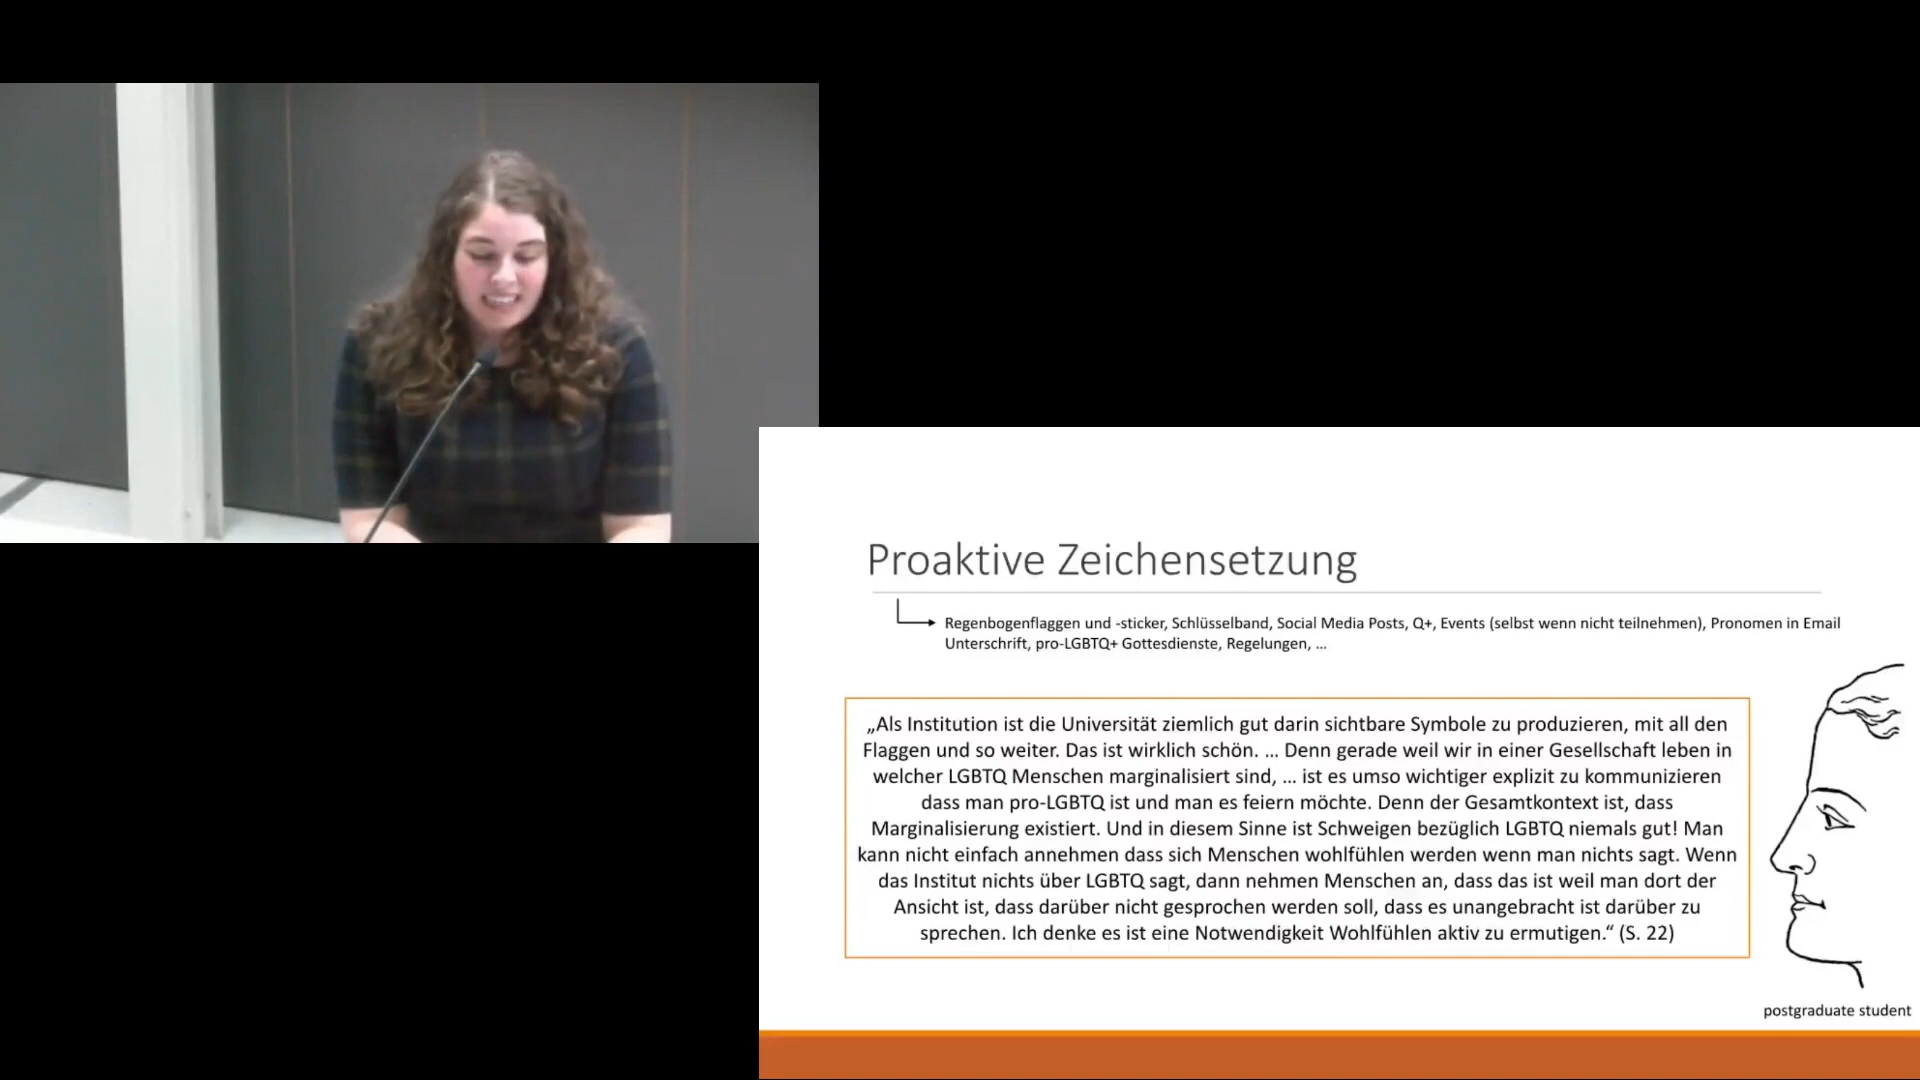 Proaktive Zeichensetzung
Regenbogenflaggen und -sticker, Schlüsselband, Social Media Posts, Q+, Events (selbst wenn nicht teilnehmen), Pronomen in Email
Unterschrift, pro-LGBTQ+ Gottesdienste, Regelungen, ...
„Als Institution ist die Universität ziemlich gut darin sichtbare Symbole zu produzieren, mit all den
Flaggen und so weiter. Das ist wirklich schön. ... Denn gerade weil wir in einer Gesellschaft leben in
welcher LGBTQ Menschen marginalisiert sind, ... ist es umso wichtiger explizit zu kommunizieren
dass man pro-LGBTQ ist und man es feiern möchte. Denn der Gesamtkontext ist, dass
Marginalisierung existiert. Und in diesem Sinne ist Schweigen bezüglich LGBTQ niemals gut! Man
kann nicht einfach annehmen dass sich Menschen wohlfühlen werden wenn man nichts sagt. Wenn
das Institut nichts über LGBTQ sagt, dann nehmen Menschen an, dass das ist weil man dort der
Ansicht ist, dass darüber nicht gesprochen werden soll, dass es unangebracht ist darüber zu
sprechen. Ich denke es ist eine Notwendigkeit Wohlfühlen aktiv zu ermutigen.“ (S. 22)
postgraduate student